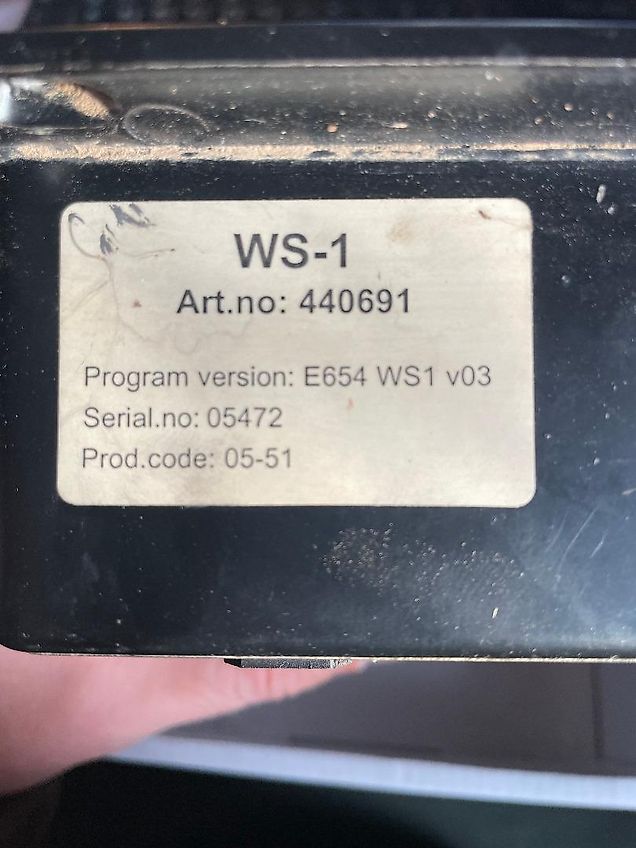 WS-1
Art.no: 440691
Program version: E654 WS1 v03
Serial.no: 05472
Prod.code: 05-51